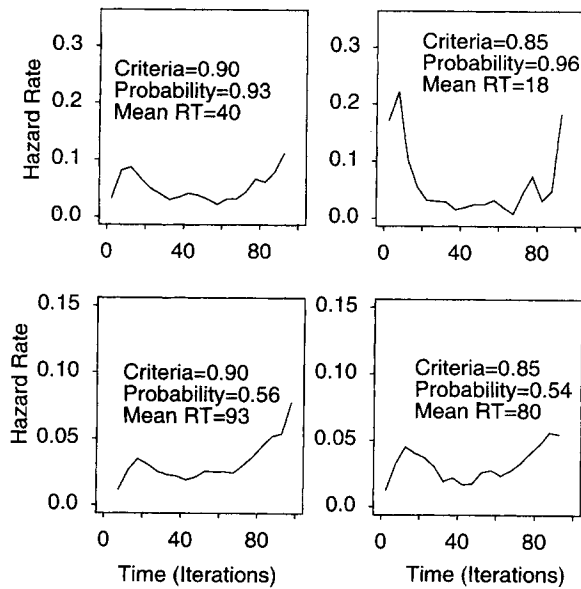 Hazard Rate
0.3
0.2
0.1
0.0
Criteria=0.90
Probability=0.93
Mean RT=40
0 40 80
0.3
0.2
0.1
0.0
Criteria=0.85
Probability=0.96
Mean RT=18
0 40 80
Hazard Rate
0.15
0.10
0.05
0.0
Criteria=0.90
Probability=0.56
Mean RT=93
0 40 80
Time (Iterations)
0.15
0.10
0.05
0.0
Criteria=0.85
Probability=0.54
Mean RT=80
0 40 80
Time (Iterations)